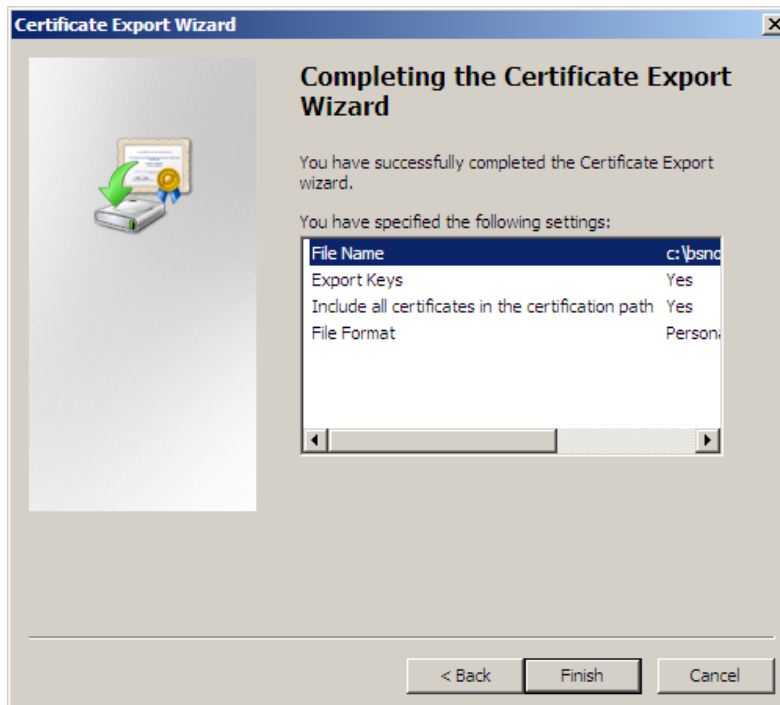 Certificate Export Wizard
Completing the Certificate Export
Wizard
You have successfully completed the Certificate Export
wizard.
You have specified the following settings:
File Name c:\bsnc
Export Keys Yes
Include all certificates in the certification path Yes
File Format Persona
< Back Finish Cancel